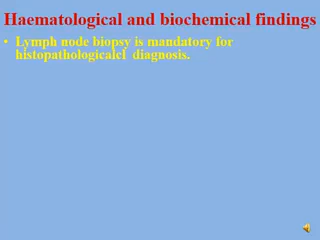 Haematological and biochemical findings
• Lymph node biopsy is mandatory for
histopathologicalcl diagnosis.